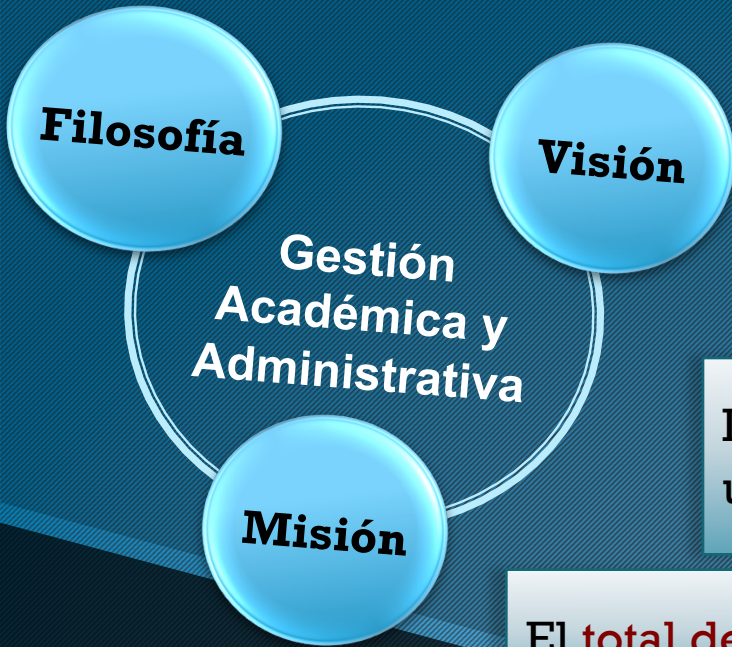 Filosofía
Visión
Gestión
Académica y
Administrativa
Misión
El total de